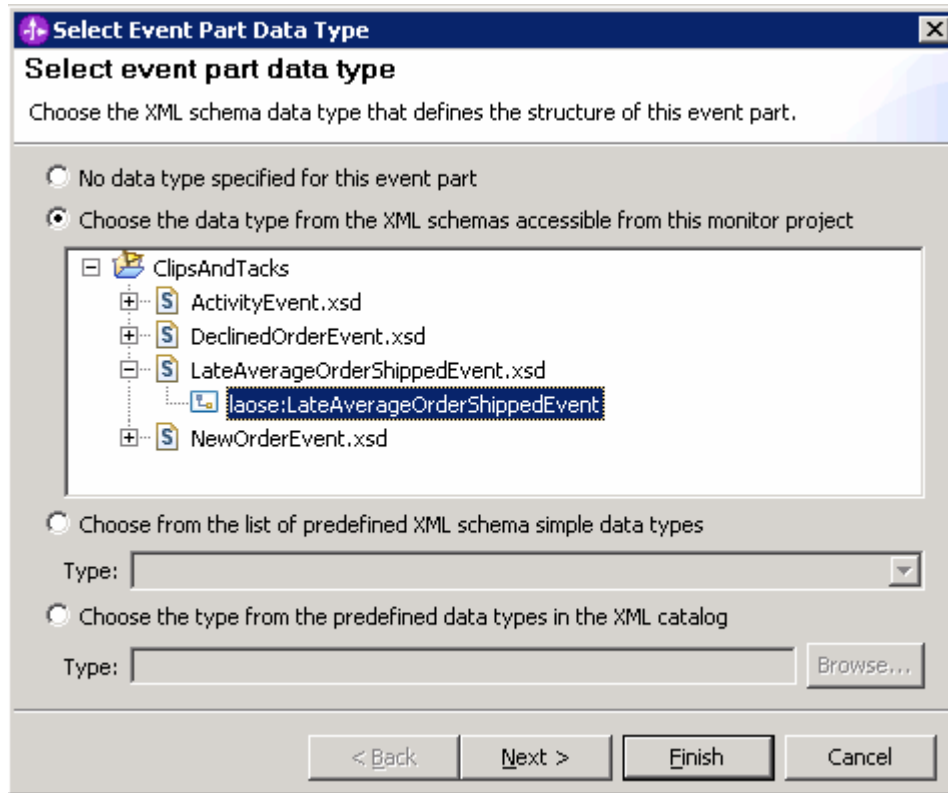 Select Event Part Data Type
Select event part data type
Choose the XML schema data type that defines the structure of this event part.
No data type specified for this event part
Choose the data type from the XML schemas accessible from this monitor project
ClipsAndTacks
S ActivityEvent.xsd
S DeclinedOrderEvent.xsd
S LateAverageOrderShippedEvent.xsd
laose:LateAverageOrderShippedEvent
S NewOrderEvent.xsd
Choose from the list of predefined XML schema simple data types
Type:
Choose the type from the predefined data types in the XML catalog
Type: Browse...
< Back Next > Finish Cancel